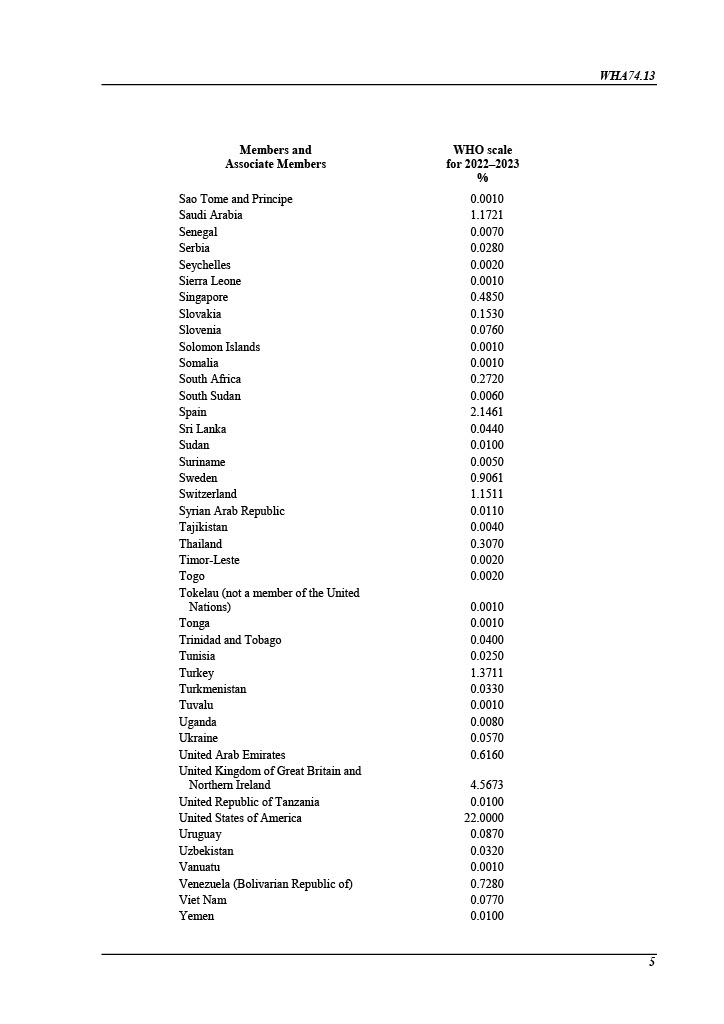 WHA74.13
Members and WHO scale
Associate Members for 2022–2023
%
Sao Tome and Principe 0.0010
Saudi Arabia 1.1721
Senegal 0.0070
Serbia 0.0280
Seychelles 0.0020
Sierra Leone 0.0010
Singapore 0.4850
Slovakia 0.1530
Slovenia 0.0760
Solomon Islands 0.0010
Somalia 0.0010
South Africa 0.2720
South Sudan 0.0060
Spain 2.1461
Sri Lanka 0.0440
Sudan 0.0100
Suriname 0.0050
Sweden 0.9061
Switzerland 1.1511
Syrian Arab Republic 0.0110
Tajikistan 0.0040
Thailand 0.3070
Timor-Leste 0.0020
Togo 0.0020
Tokelau (not a member of the United
Nations) 0.0010
Tonga 0.0010
Trinidad and Tobago 0.0400
Tunisia 0.0250
Turkey 1.3711
Turkmenistan 0.0330
Tuvalu 0.0010
Uganda 0.0080
Ukraine 0.0570
United Arab Emirates 0.6160
United Kingdom of Great Britain and
Northern Ireland 4.5673
United Republic of Tanzania 0.0100
United States of America 22.0000
Uruguay 0.0870
Uzbekistan 0.0320
Vanuatu 0.0010
Venezuela (Bolivarian Republic of) 0.7280
Viet Nam 0.0770
Yemen 0.0100
5